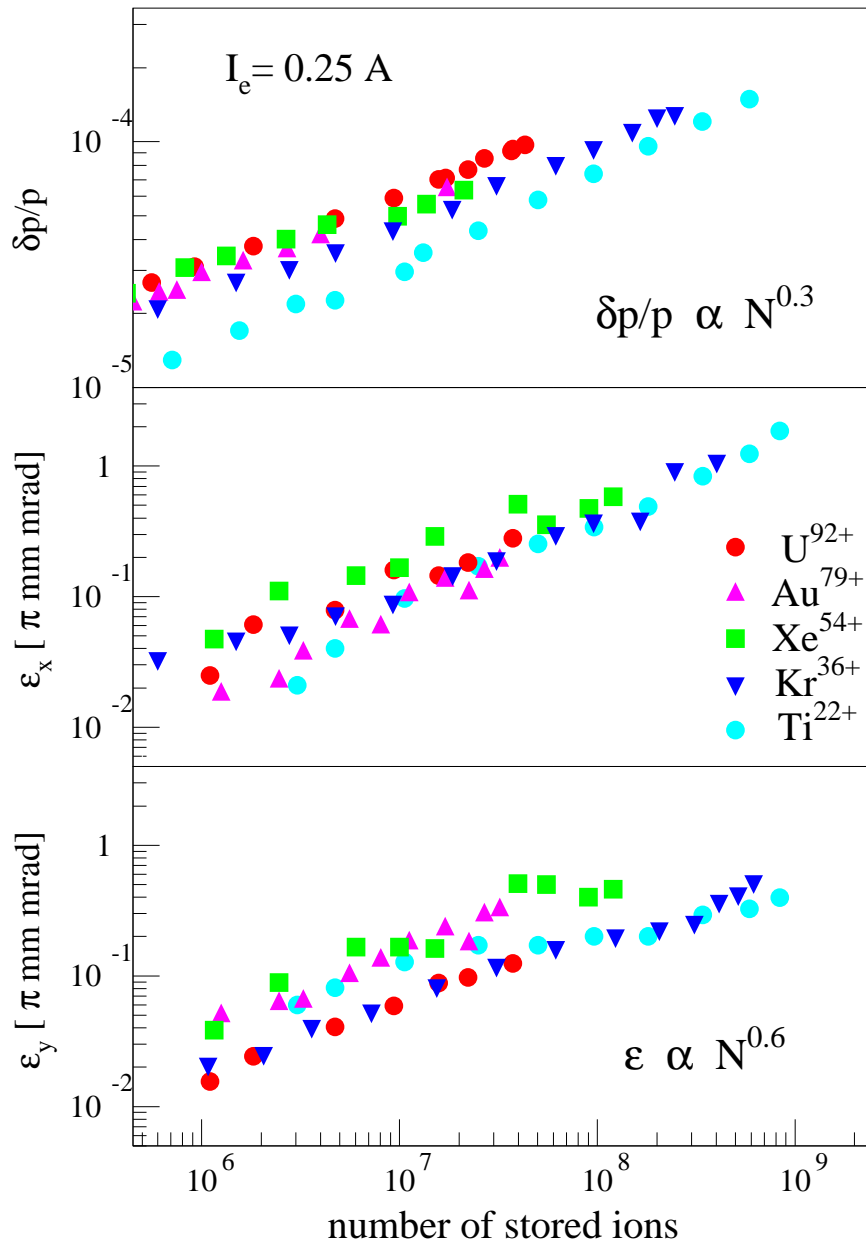 I_e = 0.25 A
10^-4
δp/p
δp/p α N^0.3
10^-5
1
10^-1
10^-2
ε_x [ π mm mrad]
U^92+
Au^79+
Xe^54+
Kr^36+
Ti^22+
1
10^-1
10^-2
ε_y [ π mm mrad]
ε α N^0.6
10^6 10^7 10^8 10^9
number of stored ions